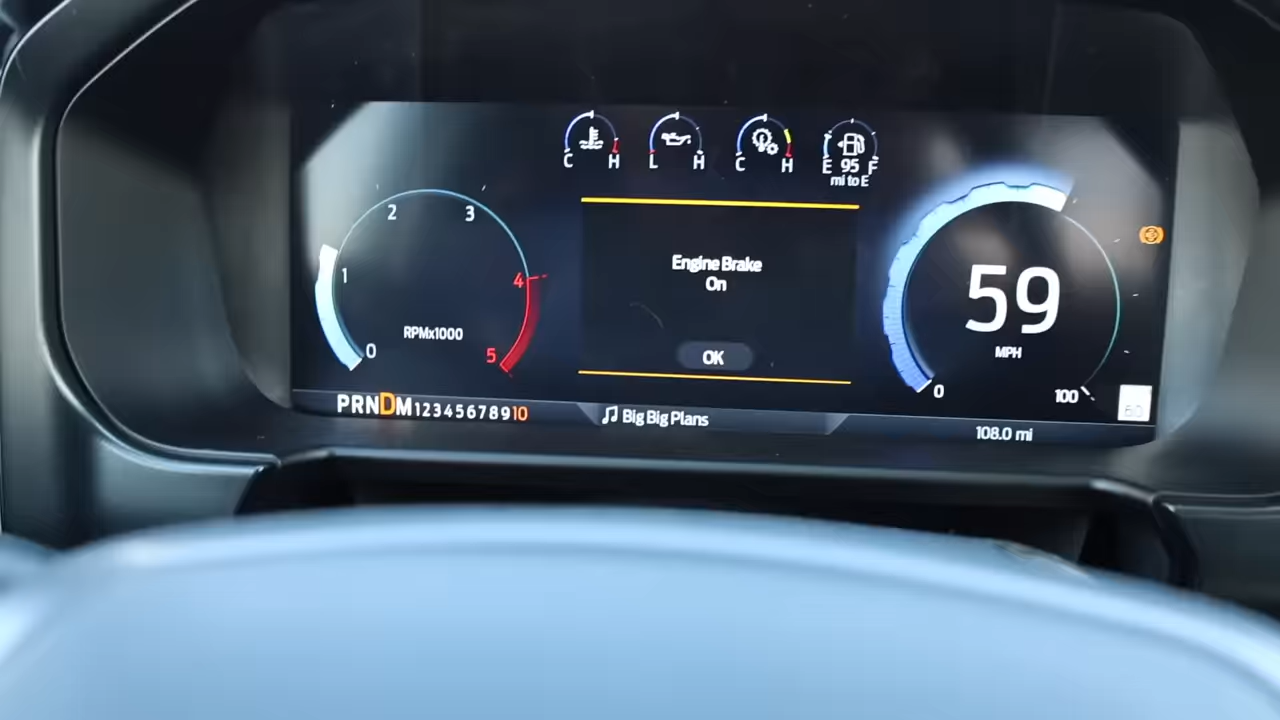 C H
L H
C H
E 95 F
mi to E
2 3
1
4
RPMx1000
0
5
Engine Brake
On
OK
59
MPH
0
100
60
PRNDM12345678910
Big Big Plans
108.0 mi